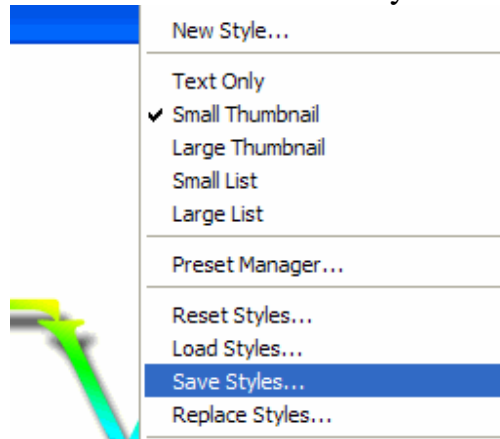 New Style...
Text Only
Small Thumbnail
Large Thumbnail
Small List
Large List
Preset Manager...
Reset Styles...
Load Styles...
Save Styles...
Replace Styles...